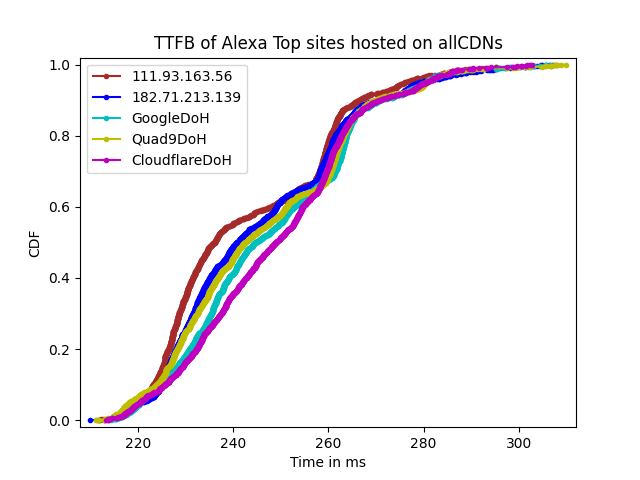 TTFB of Alexa Top sites hosted on allCDNs
1.0
0.8
0.6
0.4
0.2
0.0
CDF
111.93.163.56
182.71.213.139
GoogleDoH
Quad9DoH
CloudflareDoH
220 240 260 280 300
Time in ms